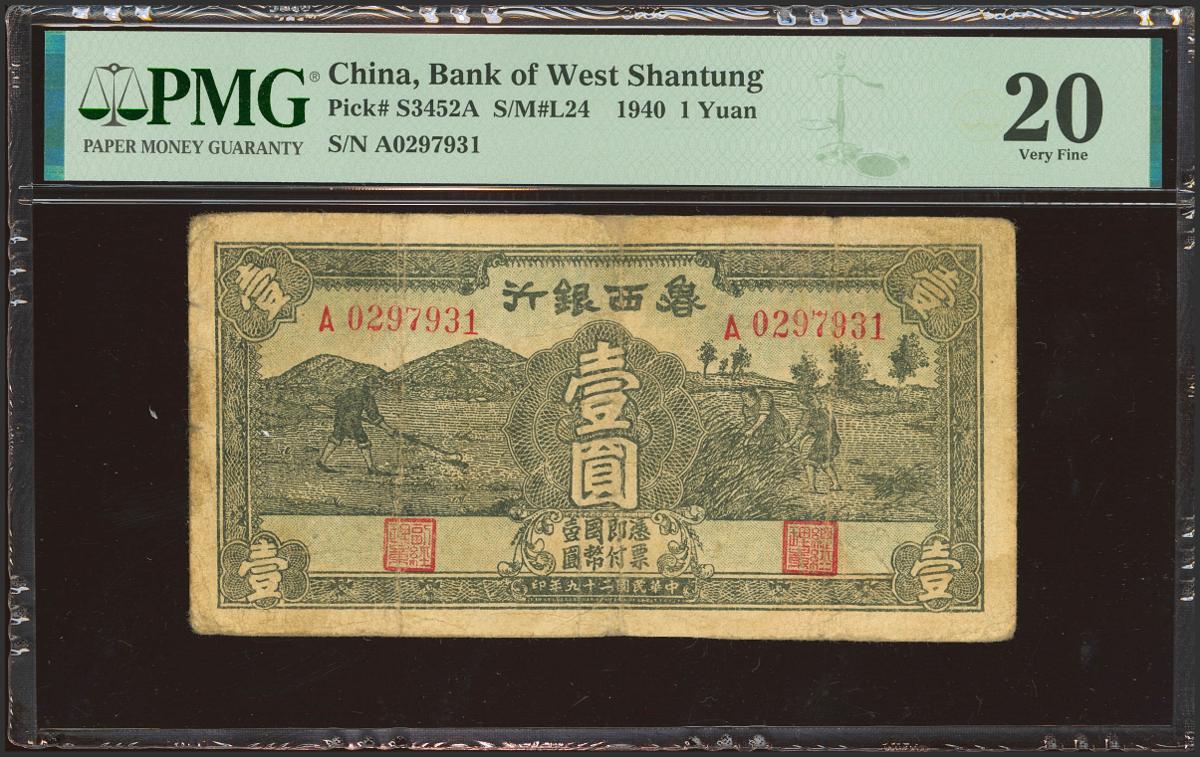 PMG®
PAPER MONEY GUARANTY
China, Bank of West Shantung
Pick# S3452A S/M#L24 1940 1 Yuan
S/N A0297931
20
Very Fine
壹
魯西銀行
壹
A 0297931
A 0297931
壹圓
憑票
即付
國幣
壹圓
壹
壹
中華民國二十九年印